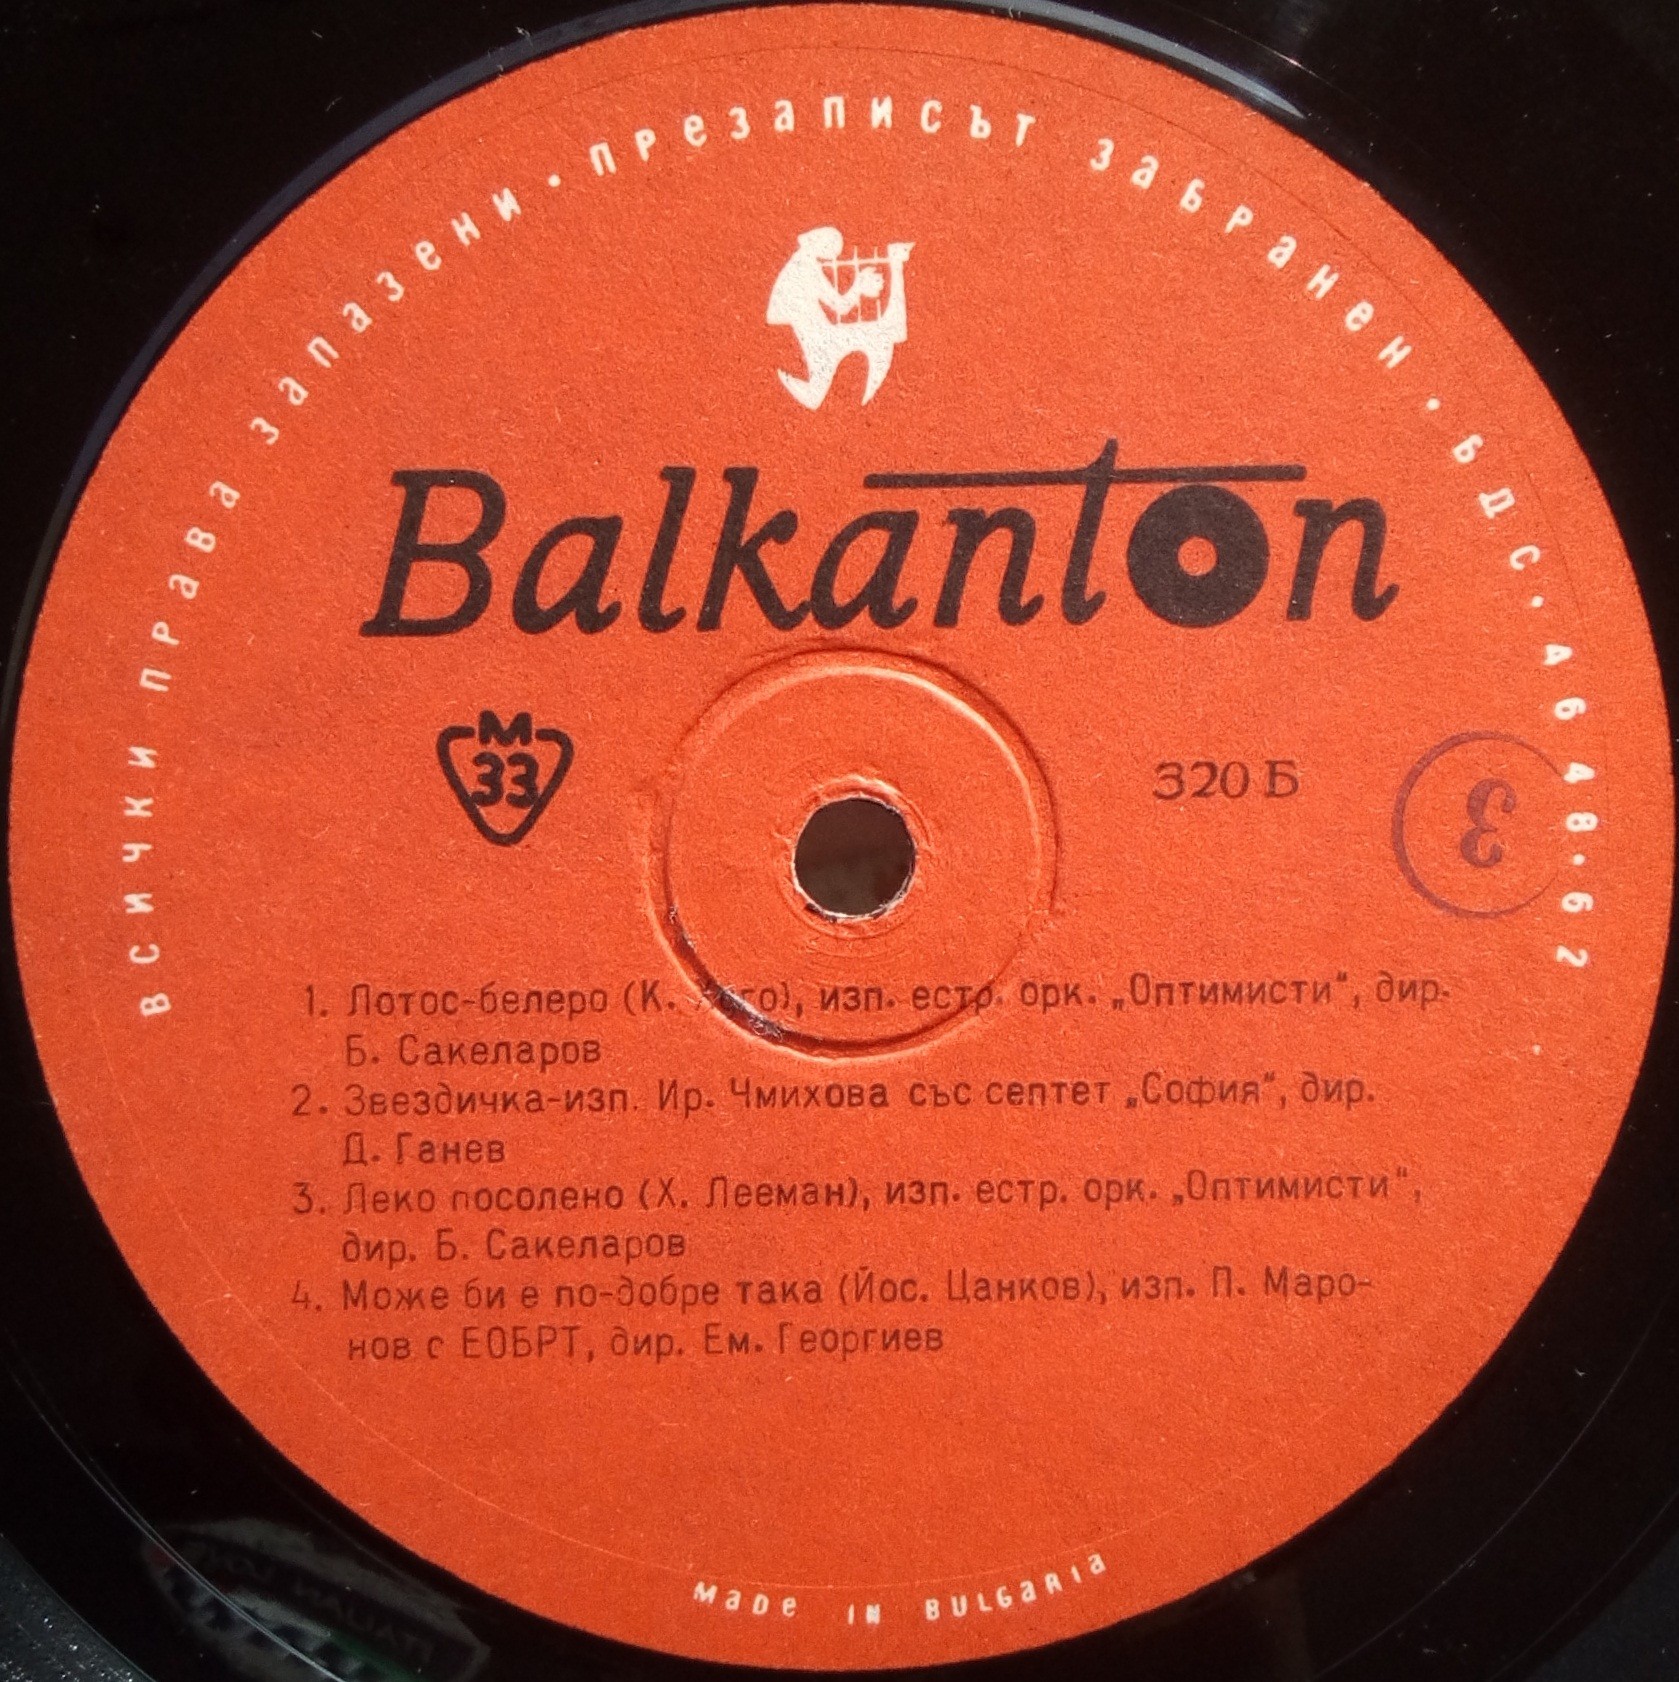 ВСИЧКИ ПРАВА ЗАПАЗЕНИ · ПРЕЗАПИСЪТ ЗАБРАНЕН · БДС · 4648 · 62
Balkanton
М
33
320 Б
3
1. Лотос-белеро (К. го), изп. естр. орк. „Оптимисти“, дир.
Б. Сакеларов
2. Звездичка-изп. Ир. Чмихова със септет „София“, дир.
Д. Ганев
3. Леко посолено (Х. Лееман), изп. естр. орк. „Оптимисти“,
дир. Б. Сакеларов
4. Може би е по-добре така (Йос. Цанков), изп. П. Маро-
нов с ЕОБРТ, дир. Ем. Георгиев
MADE IN BULGARIA